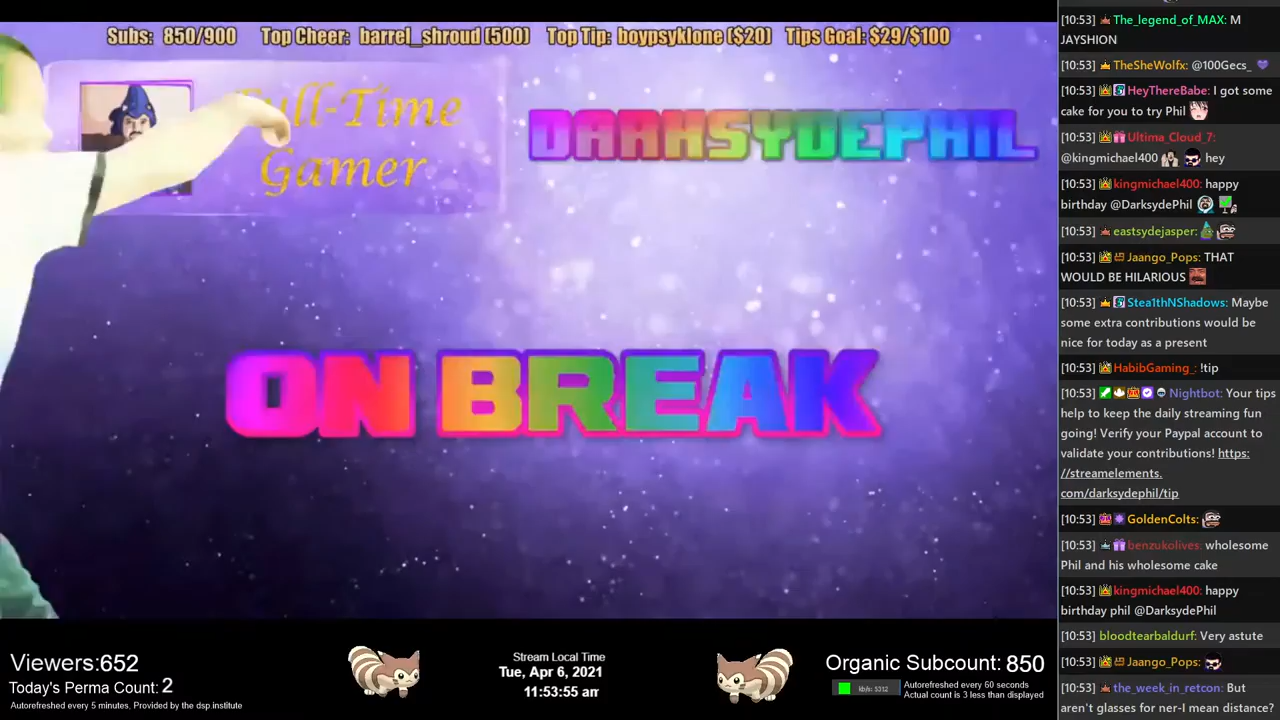 Subs: 850/900 Top Cheer: barrel_shroud (500) Top Tip: boypsyklone ($20) Tips Goal: $29/$100
Full-Time
Gamer
DARKSYDEPHIL
ON BREAK
Viewers:652
Today's Perma Count: 2
Autorefreshed every 5 minutes, Provided by the dsp.institute
Stream Local Time
Tue, Apr 6, 2021
11:53:55 am
Organic Subcount: 850
kb/s: 5312
Autorefreshed every 60 seconds
Actual count is 3 less than displayed
[10:53] The_legend_of_MAX: M
JAYSHION
[10:53] TheSheWolfx: @100Gecs_
[10:53] HeyThereBabe: I got some
cake for you to try Phil
[10:53] Ultima_Cloud_7:
@kingmichael400 hey
[10:53] kingmichael400: happy
birthday @DarksydePhil
[10:53] eastsydejasper:
[10:53] Jaango_Pops: THAT
WOULD BE HILARIOUS
[10:53] Stea1thNShadows: Maybe
some extra contributions would be
nice for today as a present
[10:53] HabibGaming_: !tip
[10:53] Nightbot: Your tips
help to keep the daily streaming fun
going! Verify your Paypal account to
validate your contributions! https:
//streamelements.
com/darksydephil/tip
[10:53] GoldenColts:
[10:53] benzukolives: wholesome
Phil and his wholesome cake
[10:53] kingmichael400: happy
birthday phil @DarksydePhil
[10:53] bloodtearbaldurf: Very astute
[10:53] Jaango_Pops:
[10:53] the_week_in_retcon: But
aren't glasses for ner-I mean distance?